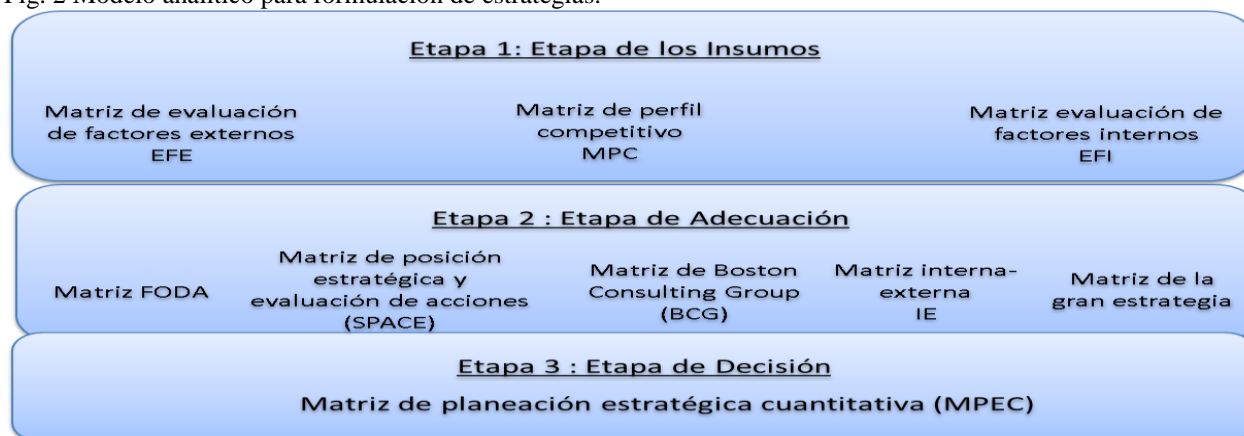 Fig. 2 Modelo analítico para formulación de estrategias.
Etapa 1: Etapa de los Insumos
Matriz de evaluación
de factores externos
EFE
Matriz de perfil
competitivo
MPC
Matriz evaluación de
factores internos
EFI
Etapa 2 : Etapa de Adecuación
Matriz FODA
Matriz de posición
estratégica y
evaluación de acciones
(SPACE)
Matriz de Boston
Consulting Group
(BCG)
Matriz interna-
externa
IE
Matriz de la
gran estrategia
Etapa 3 : Etapa de Decisión
Matriz de planeación estratégica cuantitativa (MPEC)